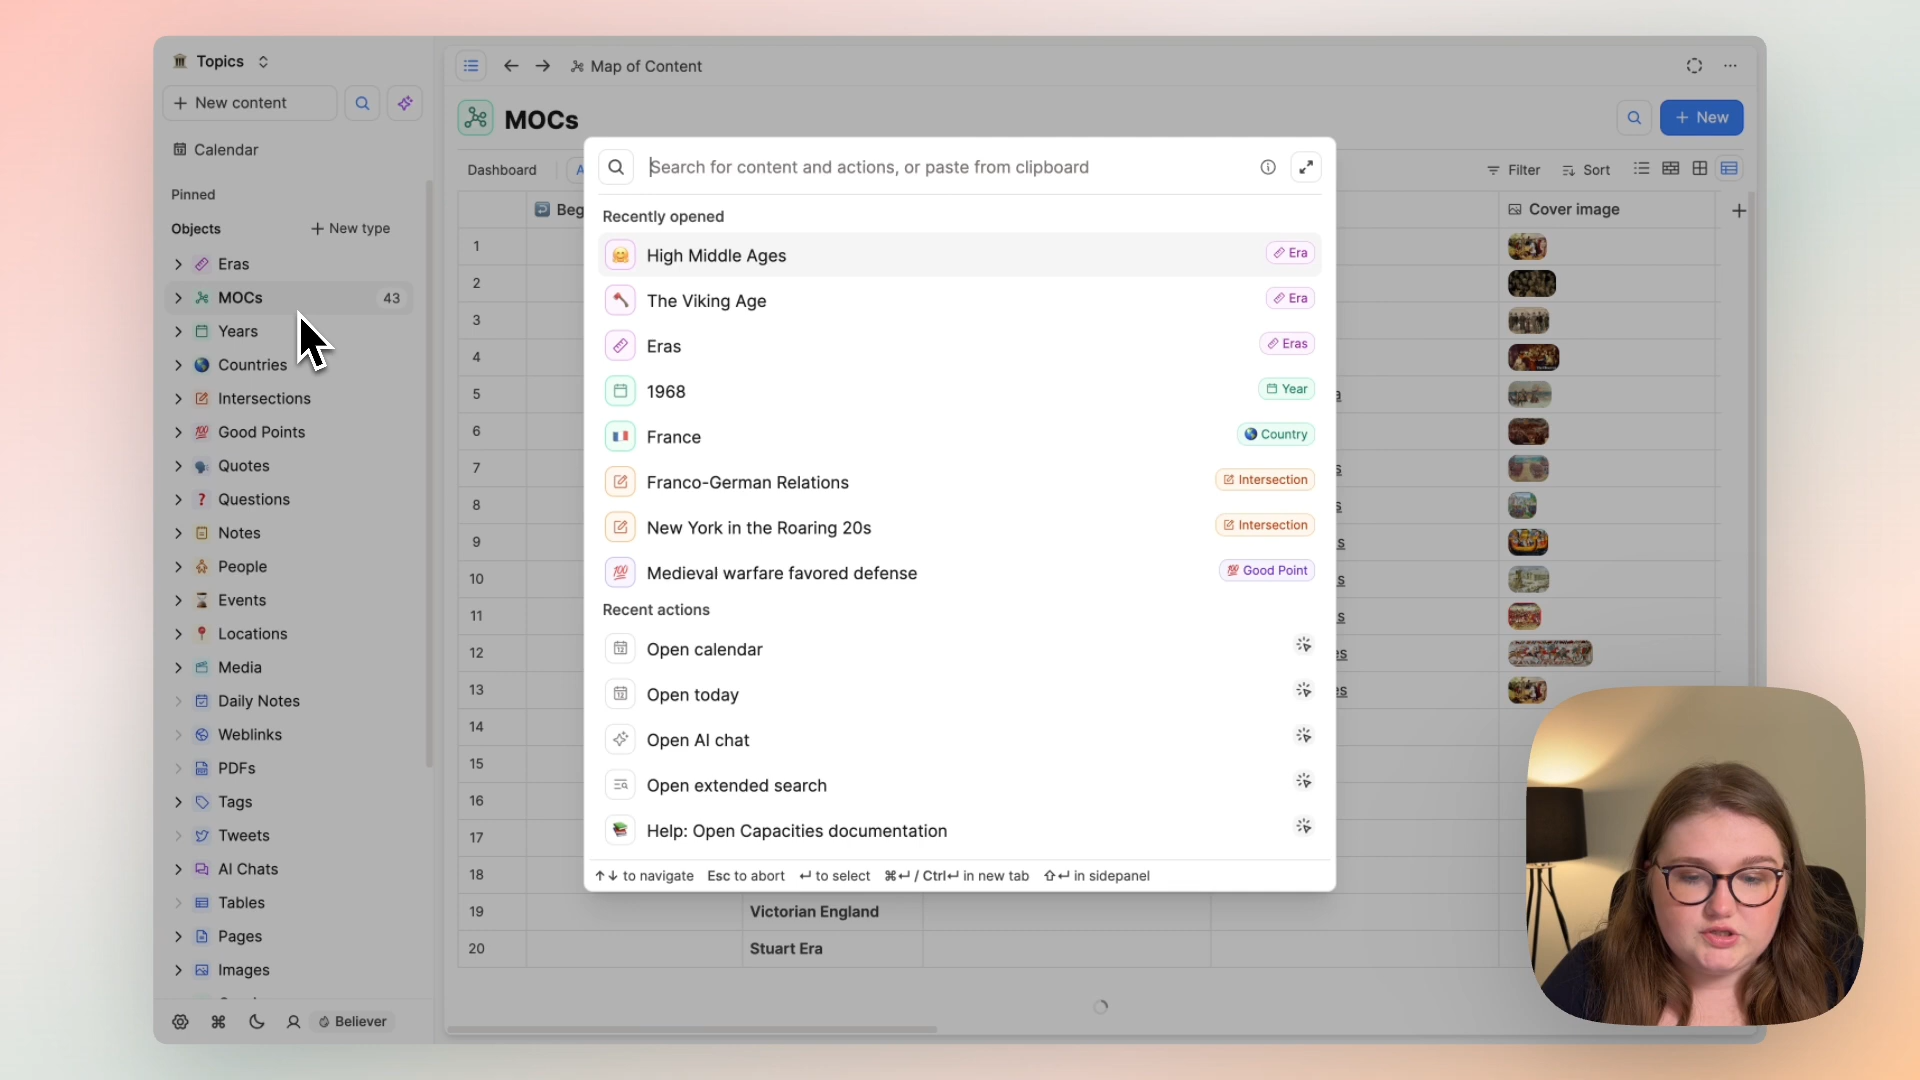 Topics
New content
Calendar
Pinned
Objects
New type
Eras
MOCs 43
Years
Countries
Intersections
Good Points
Quotes
Questions
Notes
People
Events
Locations
Media
Daily Notes
Weblinks
PDFs
Tags
Tweets
AI Chats
Tables
Pages
Images
Believer
Map of Content
MOCs
New
Dashboard
Filter
Sort
Beg
Cover image
1
2
3
4
5
6
7
8
9
10
11
12
13
14
15
16
17
18
19 Victorian England
20 Stuart Era
Search for content and actions, or paste from clipboard
Recently opened
High Middle Ages Era
The Viking Age Era
Eras Eras
1968 Year
France Country
Franco-German Relations Intersection
New York in the Roaring 20s Intersection
Medieval warfare favored defense Good Point
Recent actions
Open calendar
Open today
Open AI chat
Open extended search
Help: Open Capacities documentation
↑↓ to navigate Esc to abort ↵ to select ⌘↵ / Ctrl↵ in new tab ⇧↵ in sidepanel